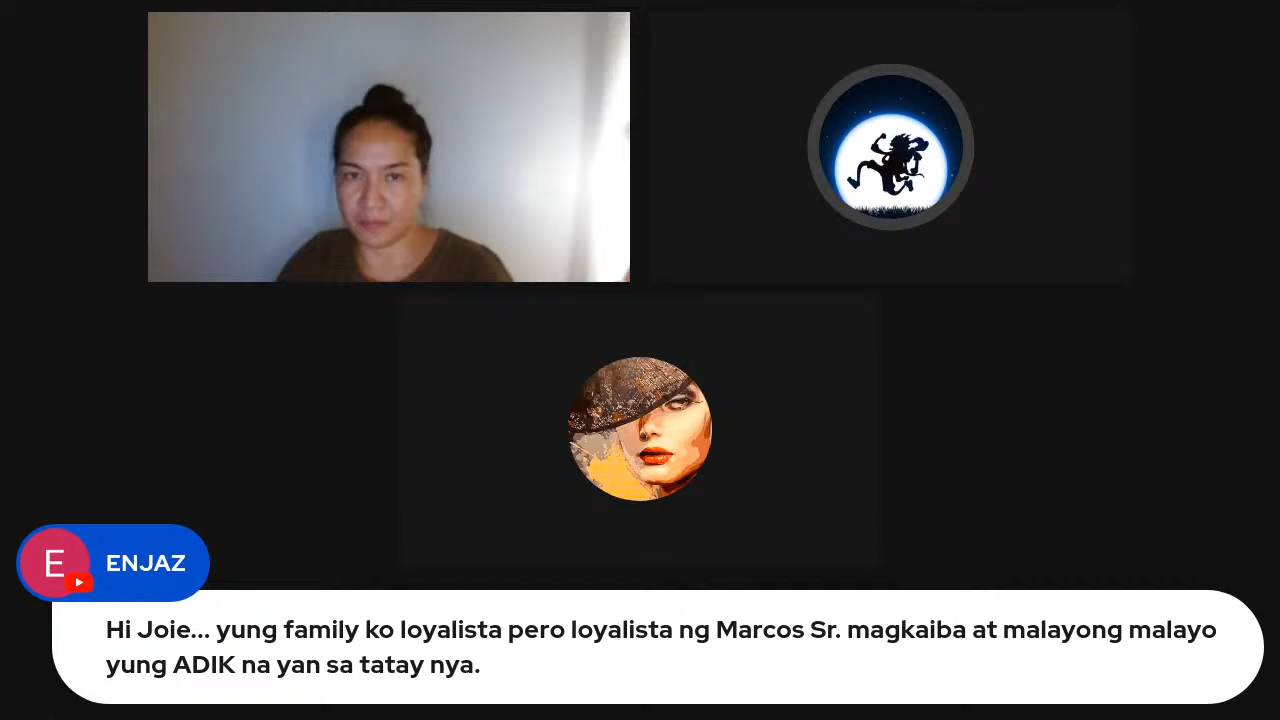 E
ENJAZ
Hi Joie... yung family ko loyalista pero loyalista ng Marcos Sr. magkaiba at malayong malayo
yung ADIK na yan sa tatay nya.